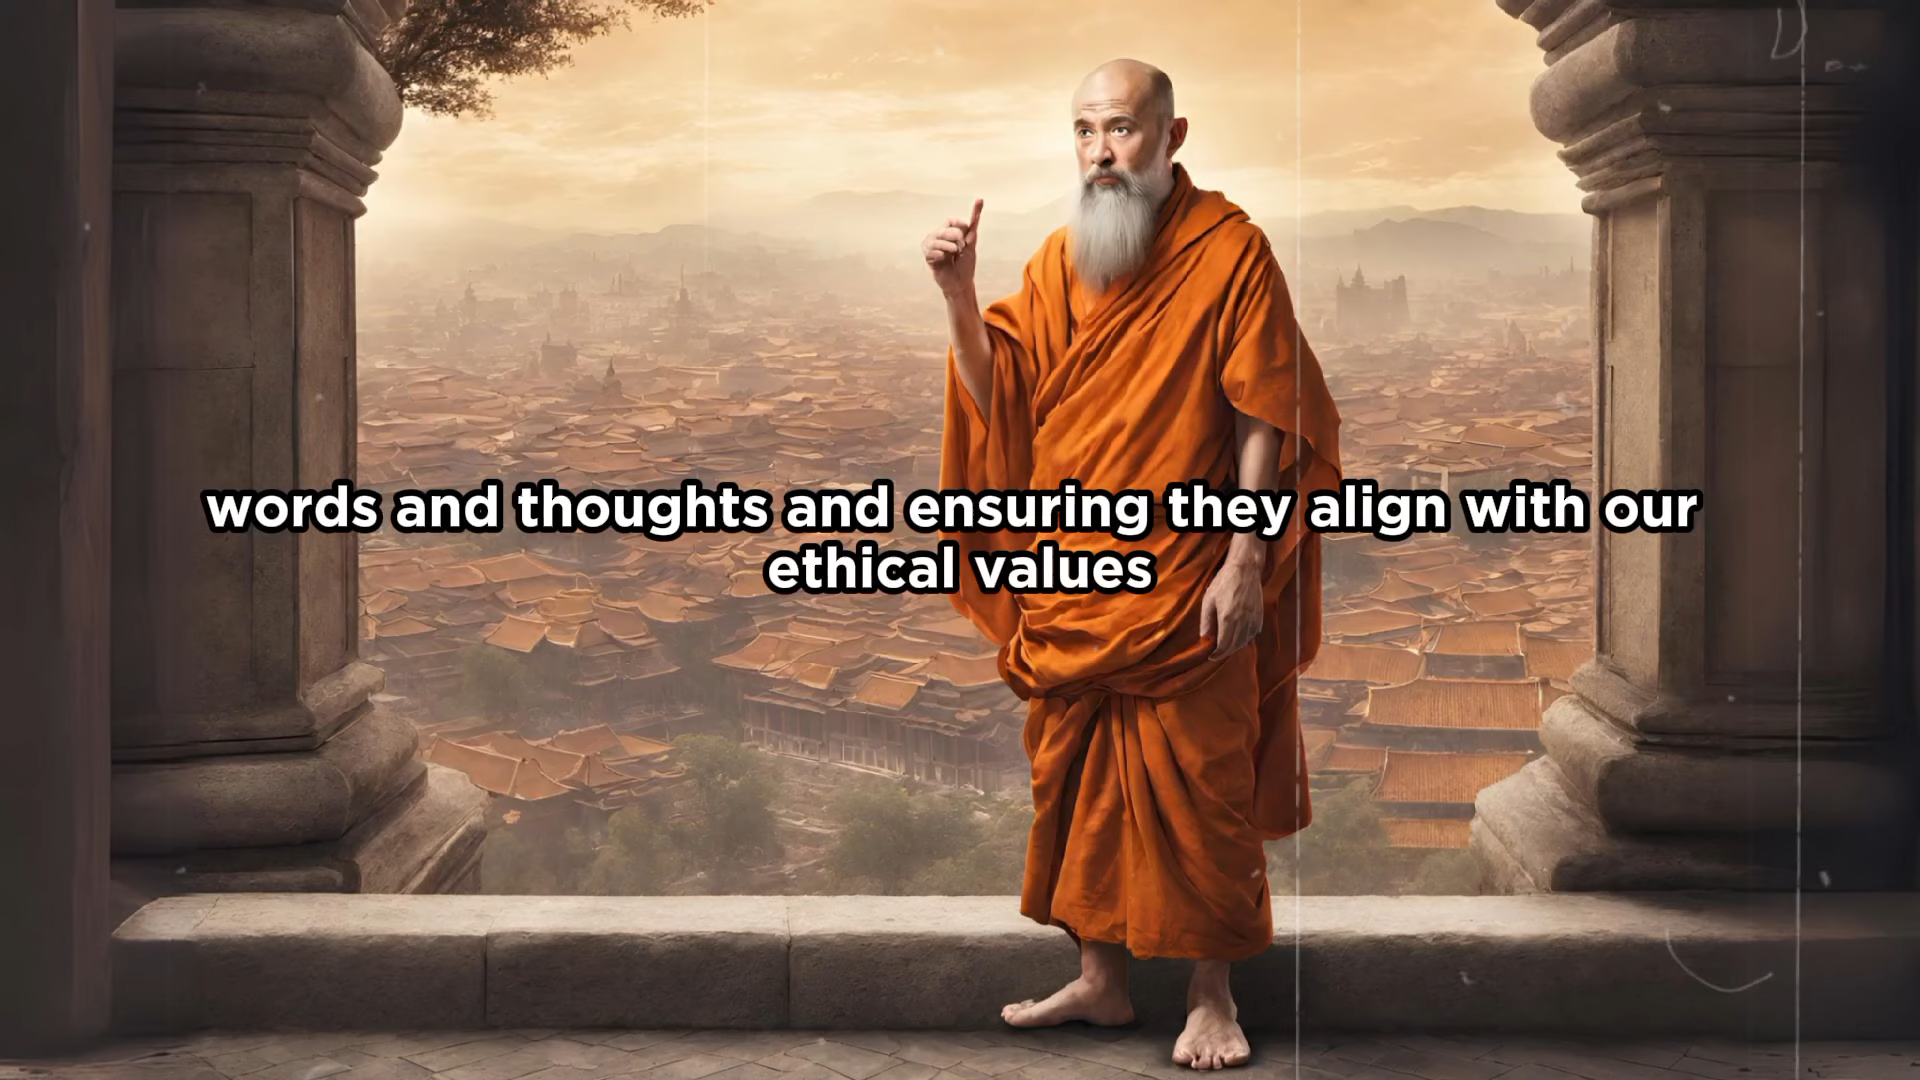 words and thoughts and ensuring they align with our
ethical values